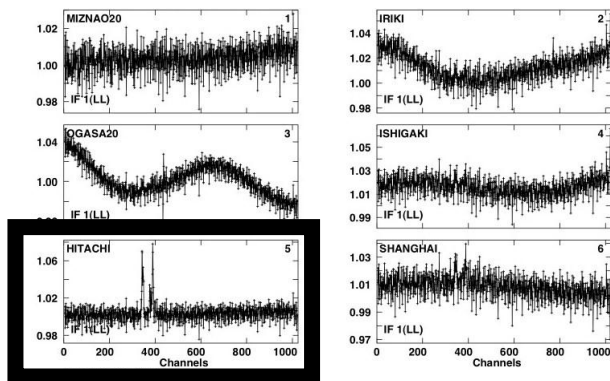 MIZNAO20 1
1.02
1.00
0.98
IF 1(LL)
IRIKI 2
1.04
1.02
1.00
0.98
IF 1(LL)
OGASA20 3
1.04
1.00
IF 1(LL)
ISHIGAKI 4
1.05
1.03
1.01
0.99
IF 1(LL)
HITACHI 5
1.06
1.02
0.98
IF 1(LL)
0 200 400 600 800 1000
Channels
SHANGHAI 6
1.03
1.01
0.99
0.97
IF 1(LL)
0 200 400 600 800 1000
Channels